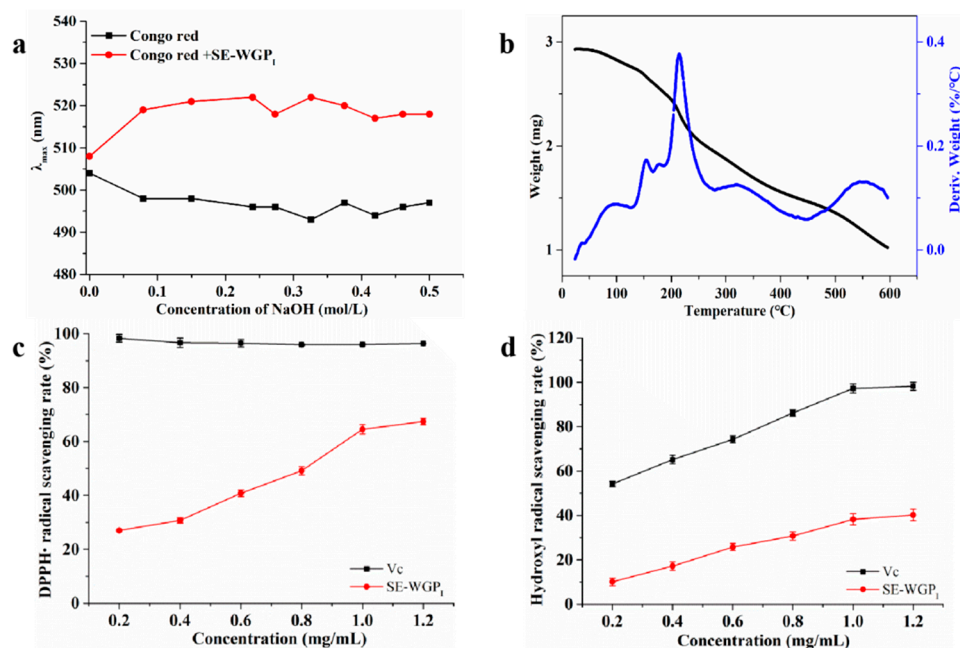 a
540
530
520
510
500
490
480
λmax (nm)
Congo red
Congo red +SE-WGPI
0.0 0.1 0.2 0.3 0.4 0.5
Concentration of NaOH (mol/L)
b
3
2
1
Weight (mg)
0.4
0.2
0.0
Deriv. Weight (%/°C)
0 100 200 300 400 500 600
Temperature (°C)
c
100
80
60
40
20
0
DPPH· radical scavenging rate (%)
Vc
SE-WGPI
0.2 0.4 0.6 0.8 1.0 1.2
Concentration (mg/mL)
d
120
100
80
60
40
20
0
Hydroxyl radical scavenging rate (%)
Vc
SE-WGPI
0.2 0.4 0.6 0.8 1.0 1.2
Concentration (mg/mL)